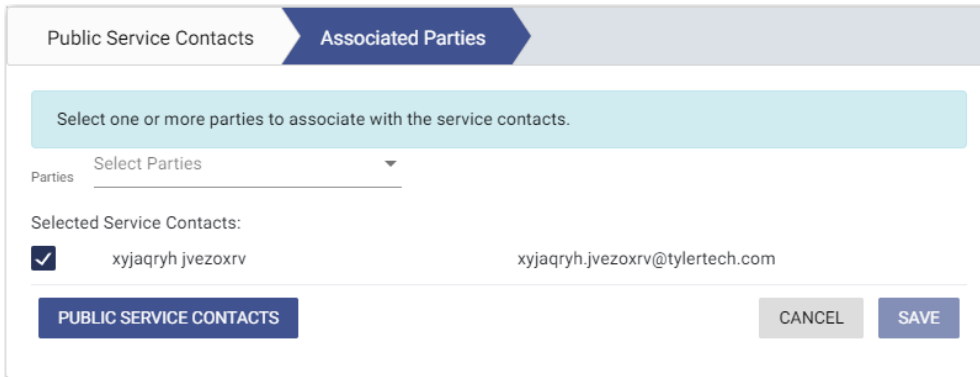 Public Service Contacts Associated Parties
Select one or more parties to associate with the service contacts.
Parties Select Parties
Selected Service Contacts:
xyjaqryh jvezoxrv xyjaqryh.jvezoxrv@tylertech.com
PUBLIC SERVICE CONTACTS CANCEL SAVE